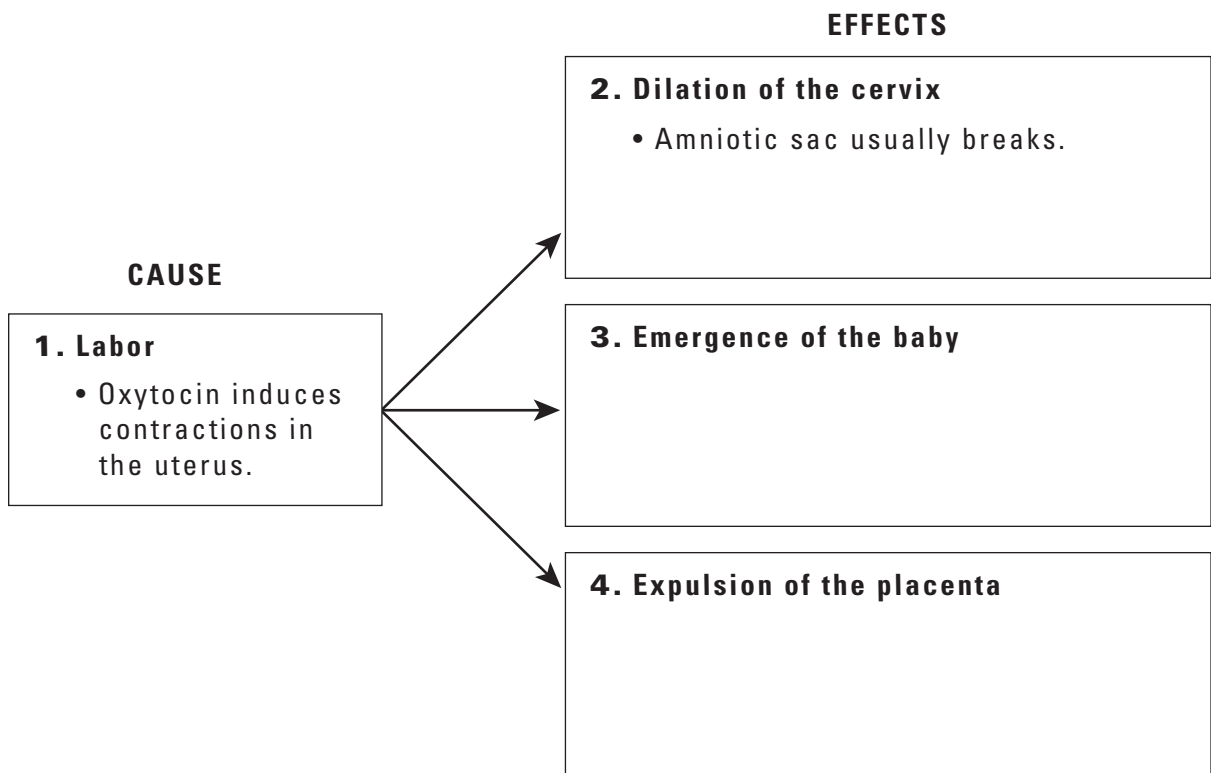 EFFECTS
2. Dilation of the cervix
• Amniotic sac usually breaks.
CAUSE
1. Labor
• Oxytocin induces
contractions in
the uterus.
3. Emergence of the baby
4. Expulsion of the placenta